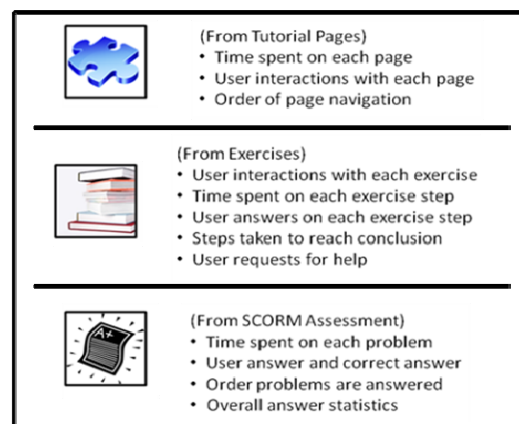 (From Tutorial Pages)
• Time spent on each page
• User interactions with each page
• Order of page navigation
(From Exercises)
• User interactions with each exercise
• Time spent on each exercise step
• User answers on each exercise step
• Steps taken to reach conclusion
• User requests for help
A+
(From SCORM Assessment)
• Time spent on each problem
• User answer and correct answer
• Order problems are answered
• Overall answer statistics